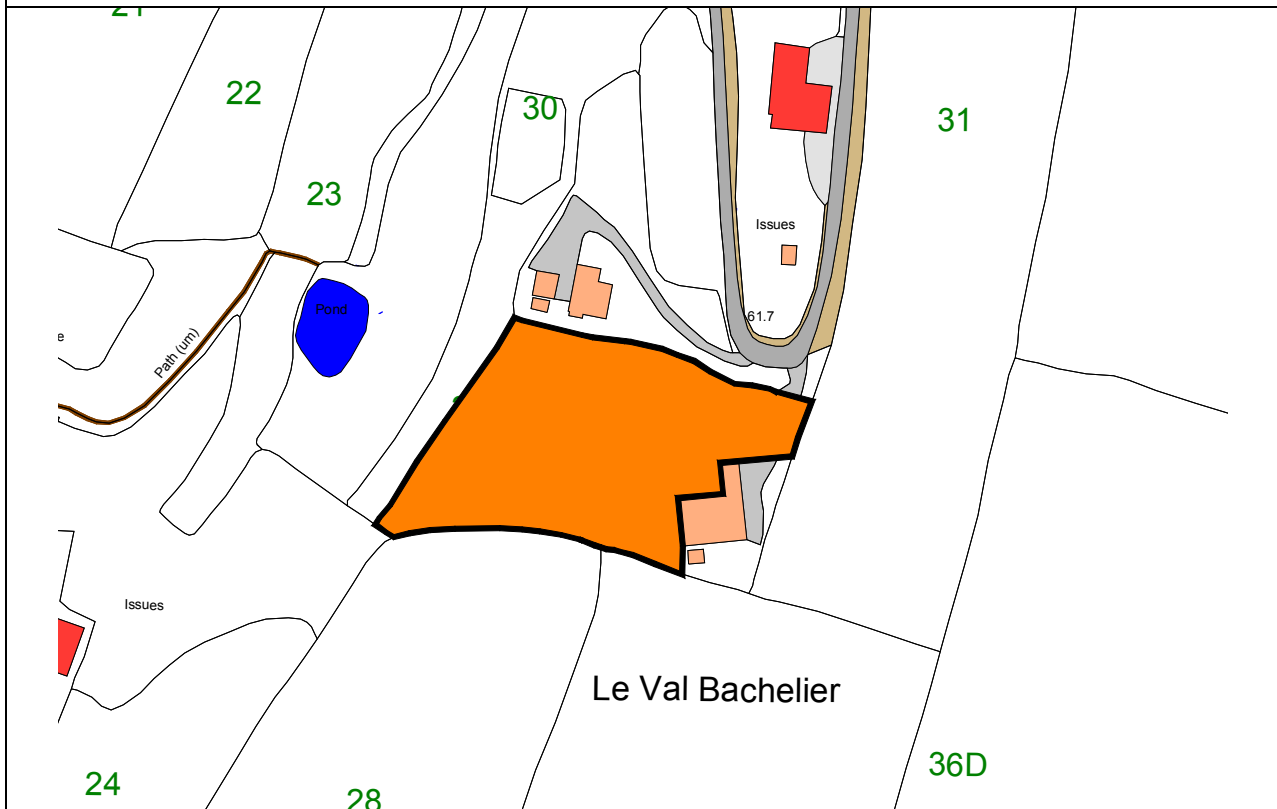 22
30
31
23
Issues
Pond
61.7
e
Path (um)
Issues
Le Val Bachelier
36D
24
28